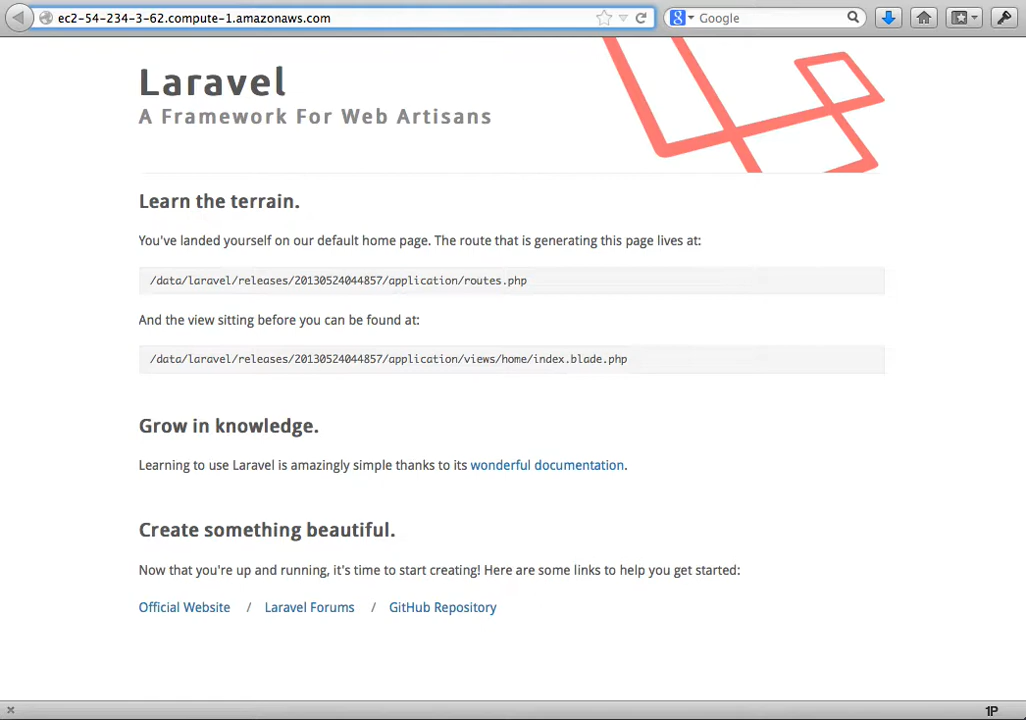 ec2-54-234-3-62.compute-1.amazonaws.com
Google
Laravel
A Framework For Web Artisans
Learn the terrain.
You've landed yourself on our default home page. The route that is generating this page lives at:
/data/laravel/releases/20130524044857/application/routes.php
And the view sitting before you can be found at:
/data/laravel/releases/20130524044857/application/views/home/index.blade.php
Grow in knowledge.
Learning to use Laravel is amazingly simple thanks to its wonderful documentation.
Create something beautiful.
Now that you're up and running, it's time to start creating! Here are some links to help you get started:
Official Website / Laravel Forums / GitHub Repository
1P